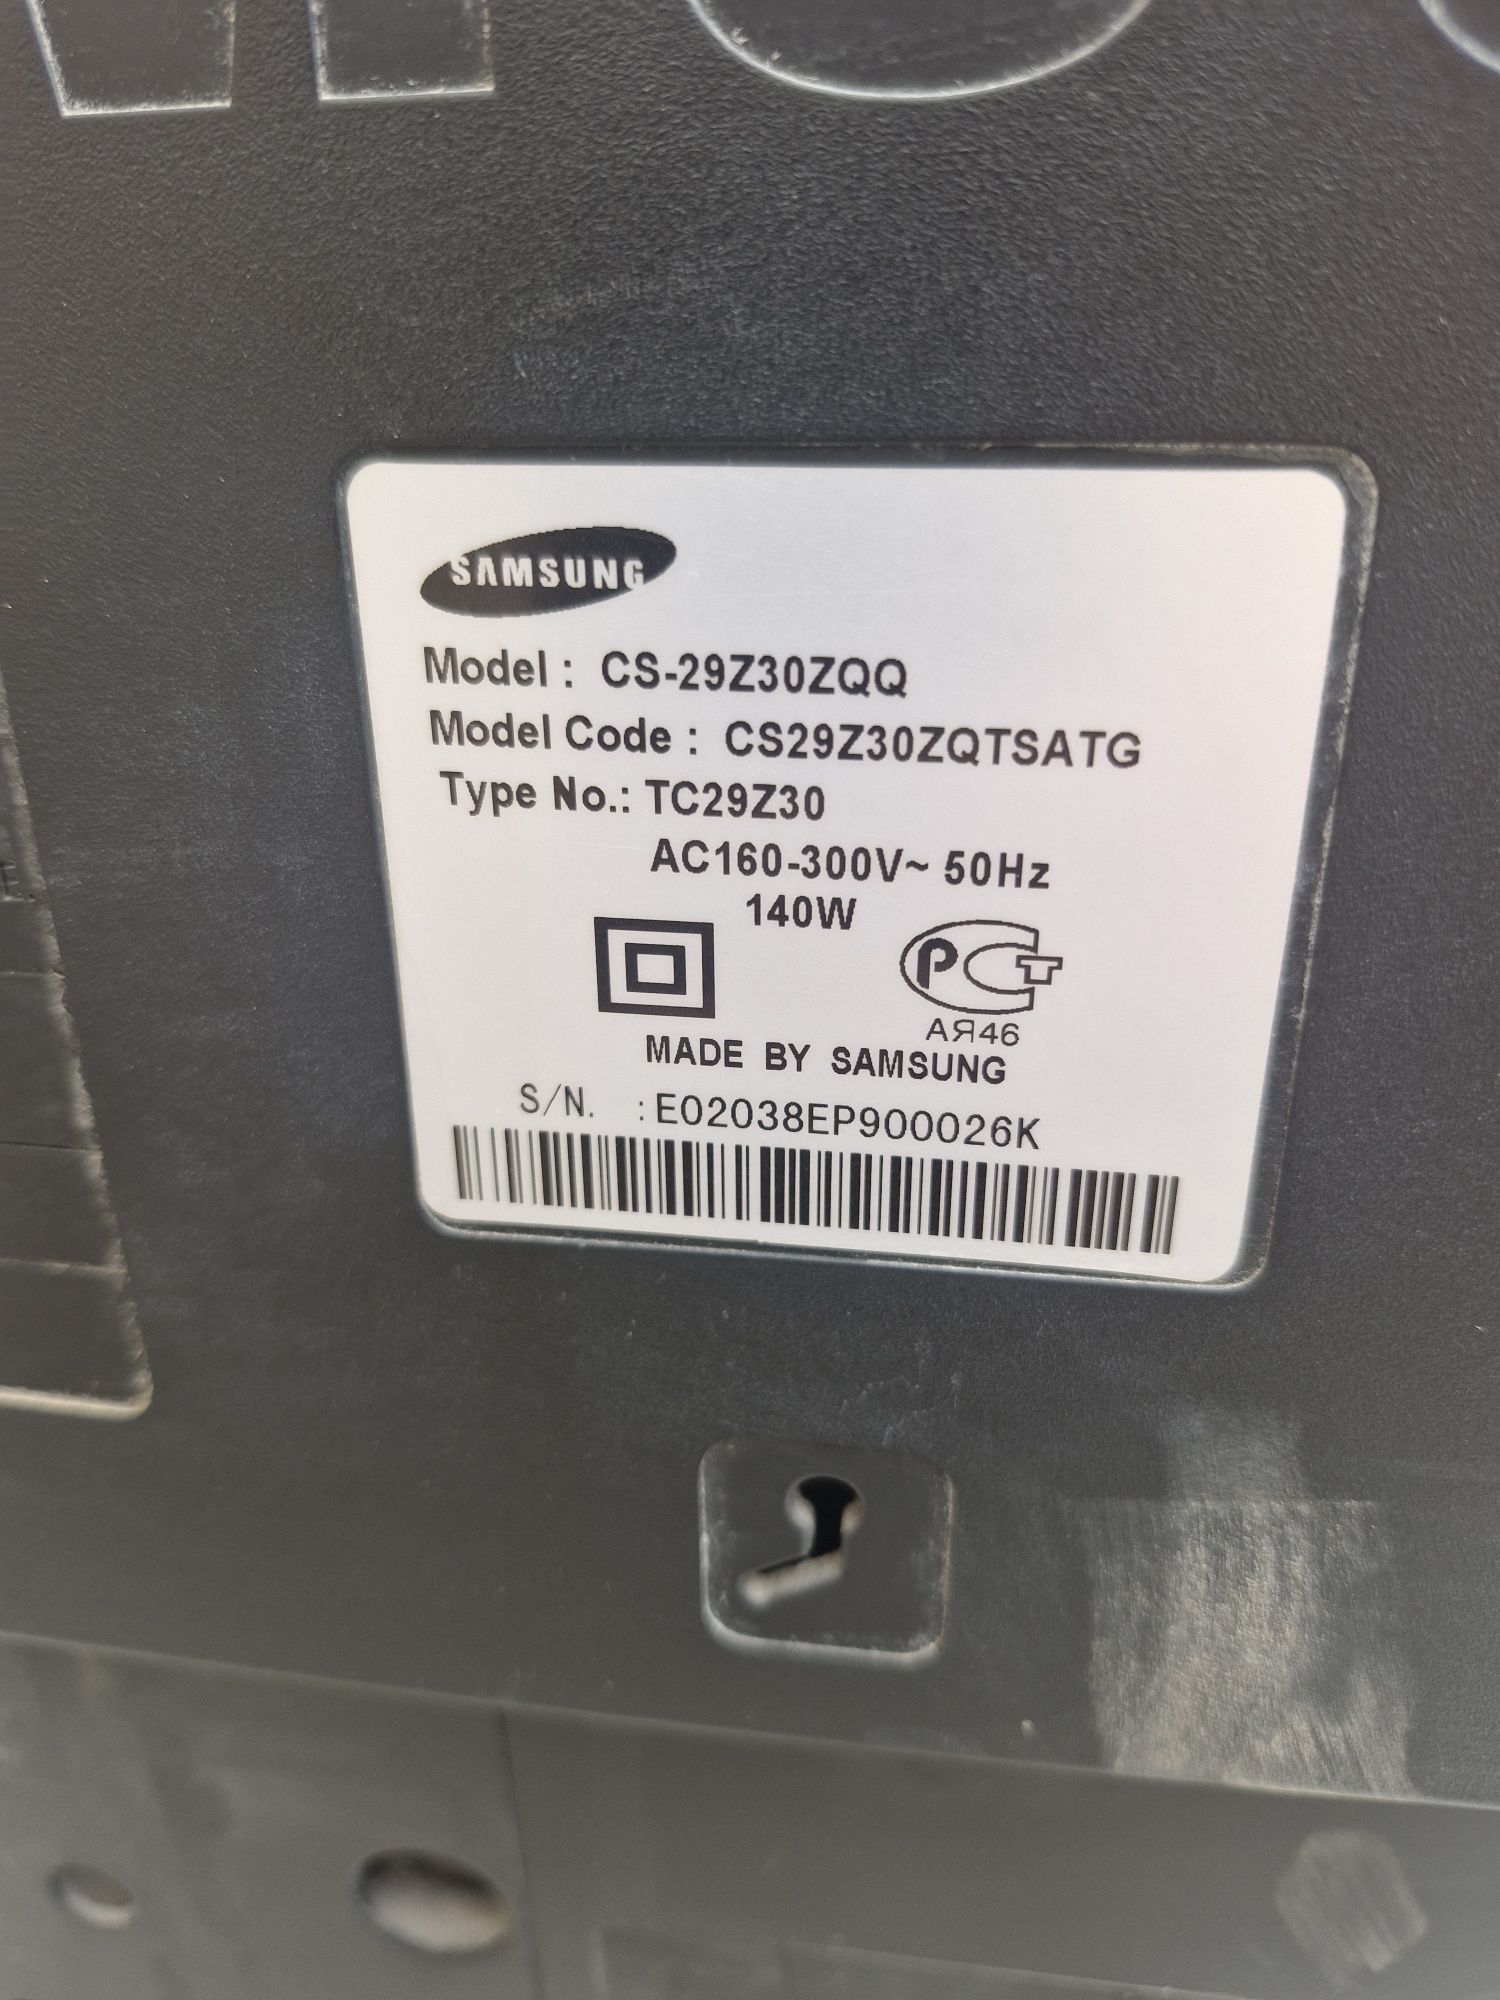 SAMSUNG
Model : CS-29Z30ZQQ
Model Code : CS29Z30ZQTSATG
Type No.: TC29Z30
AC160-300V~ 50Hz
140W
РСТ
АЯ46
MADE BY SAMSUNG
S/N. : E02038EP900026K